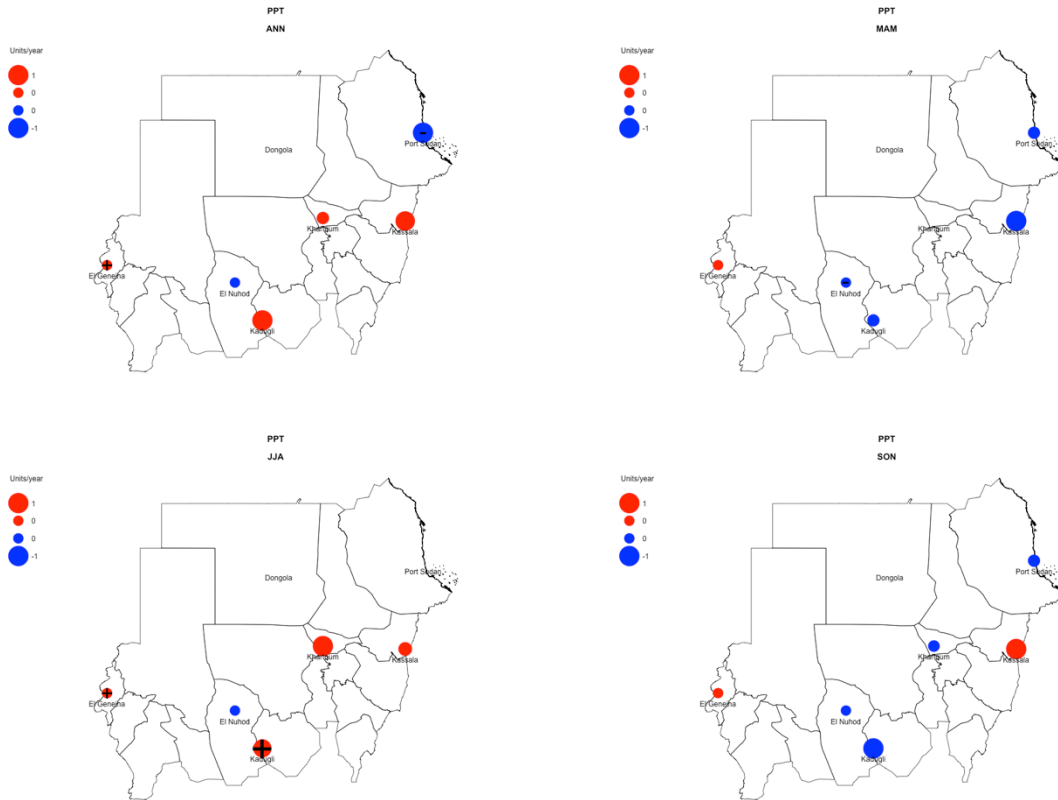 PPT
ANN
Units/year
1
0
0
-1
Dongola
Port Sudan
Khartoum
Kassala
El Geneina
El Nuhod
Kadugli
PPT
MAM
Units/year
1
0
0
-1
Dongola
Port Sudan
Khartoum
Kassala
El Geneina
El Nuhod
Kadugli
PPT
JJA
Units/year
1
0
0
-1
Dongola
Port Sudan
Khartoum
Kassala
El Geneina
El Nuhod
Kadugli
PPT
SON
Units/year
1
0
0
-1
Dongola
Port Sudan
Khartoum
Kassala
El Geneina
El Nuhod
Kadugli